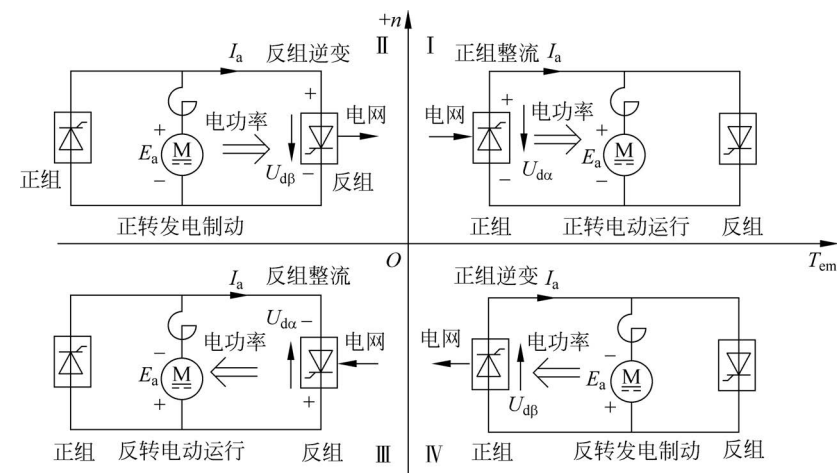 +n
Ⅱ
Ⅰ
Ia
反组逆变
正组整流
Ia
+
电网
电功率
+
M
Ea
−
Udβ
−
正组
反组
正转发电制动
电网
+
电功率
+
M
Ea
−
Udα
−
正组
正转电动运行
反组
O
Tem
Ia
反组整流
正组逆变
Ia
Udα
−
电网
电功率
−
M
Ea
+
+
正组
反转电动运行
反组
Ⅲ
电网
电功率
−
M
Ea
+
Udβ
Ⅳ
正组
反转发电制动
反组